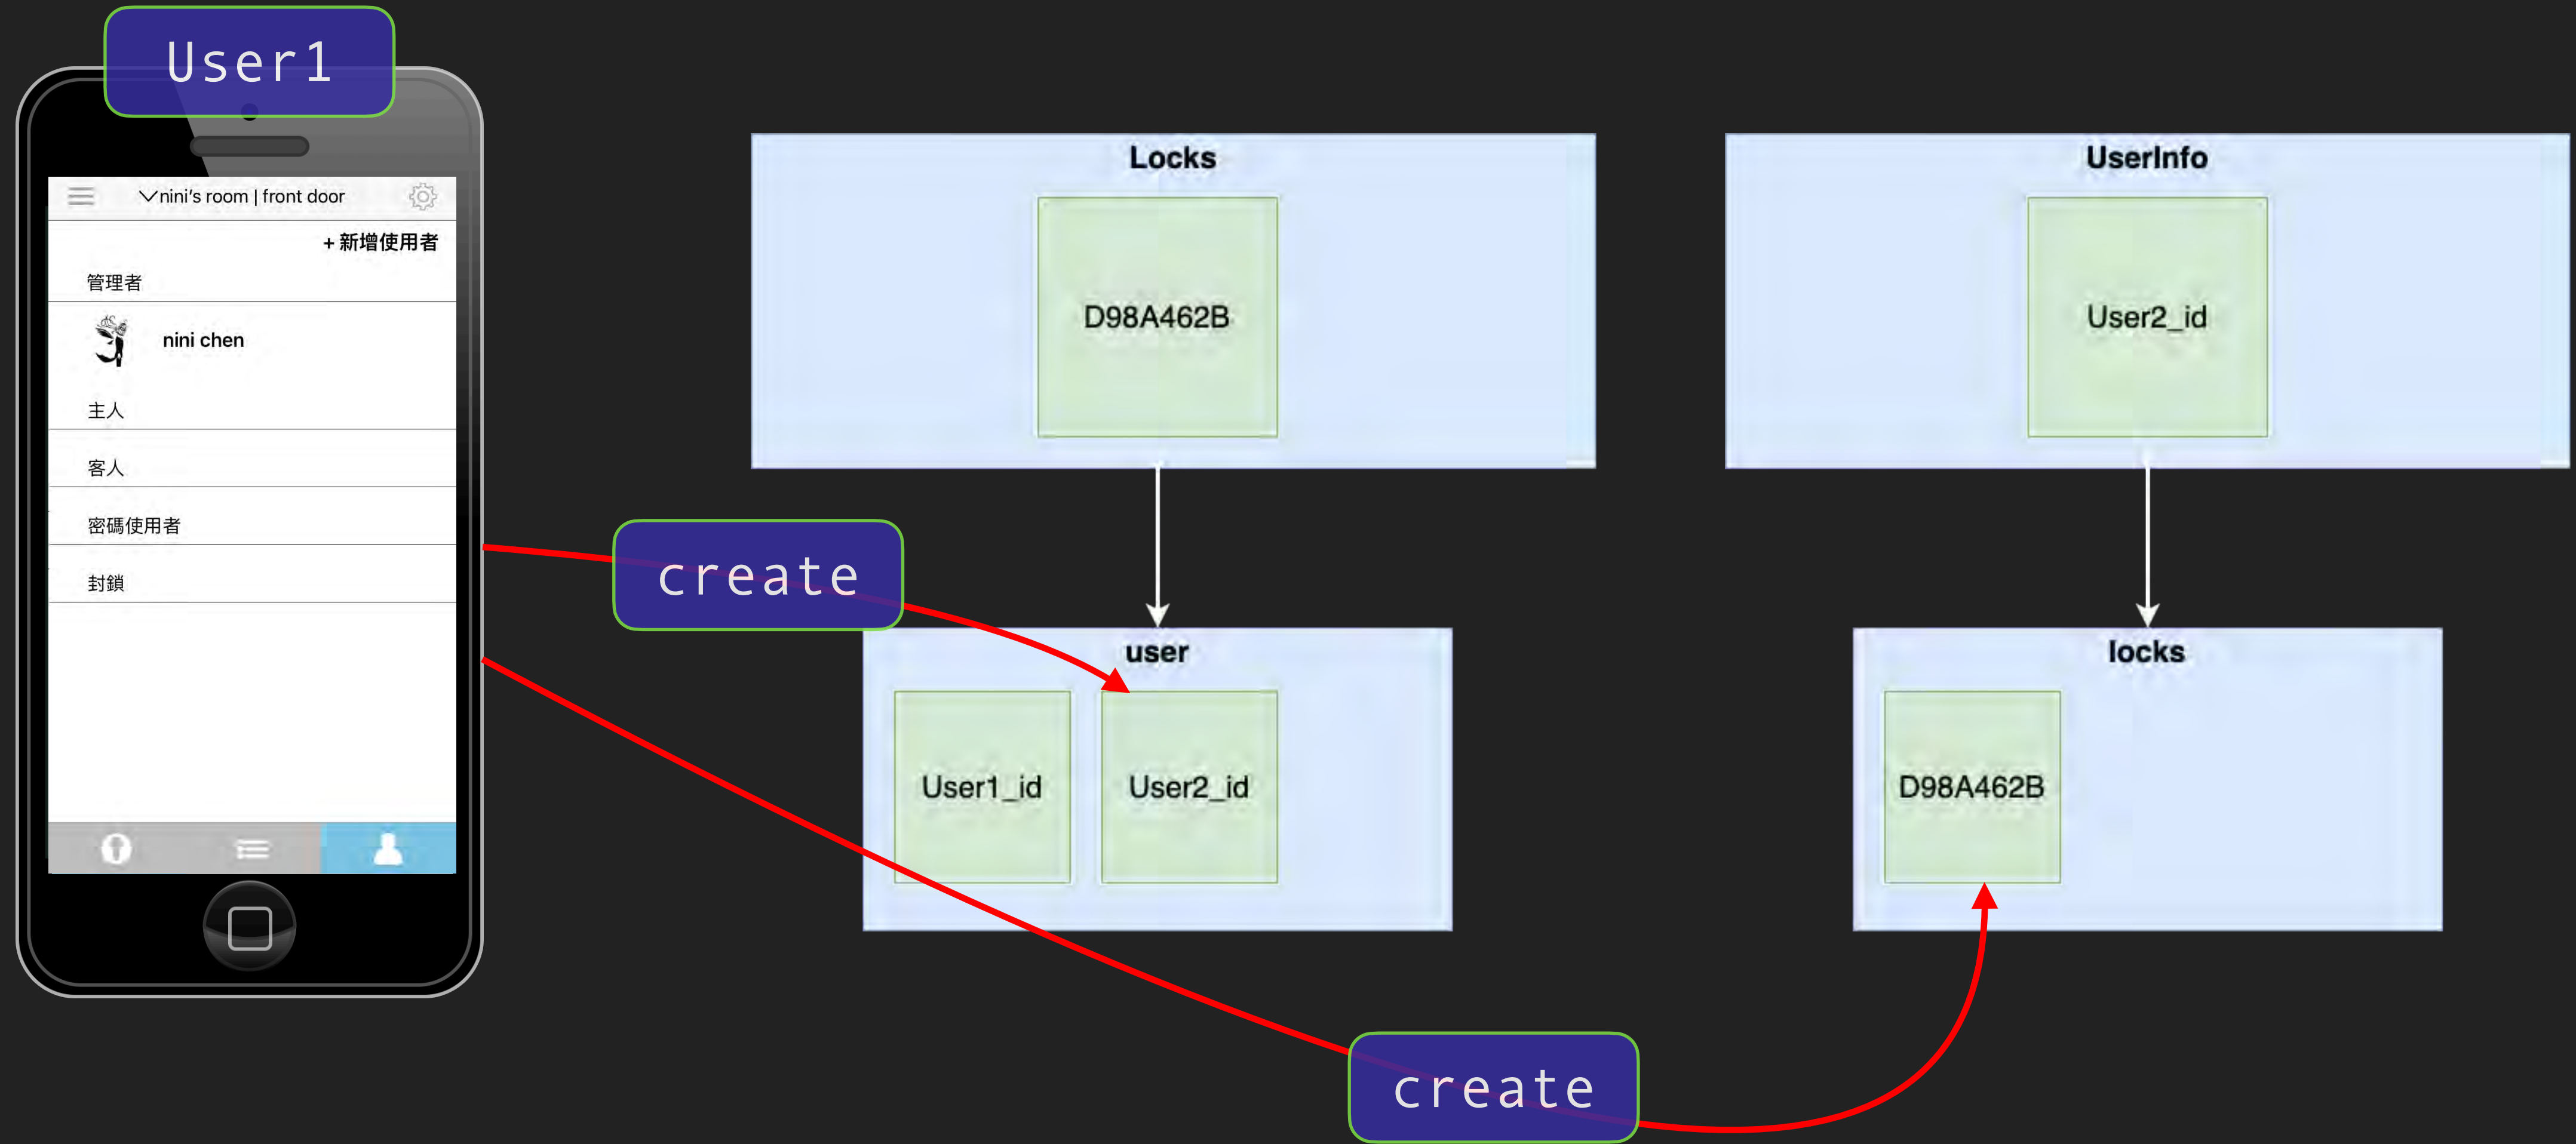 User1
nini's room | front door
+ 新增使用者
管理者
nini chen
主人
客人
密碼使用者
封鎖
Locks
D98A462B
UserInfo
User2_id
create
user
User1_id
User2_id
locks
D98A462B
create